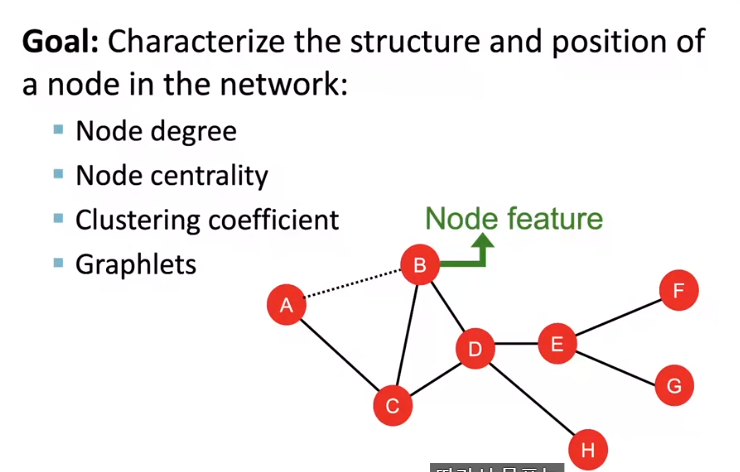 Goal: Characterize the structure and position of
a node in the network:
Node degree
Node centrality
Clustering coefficient
Graphlets
Node feature
B
A
F
D
E
G
C
H